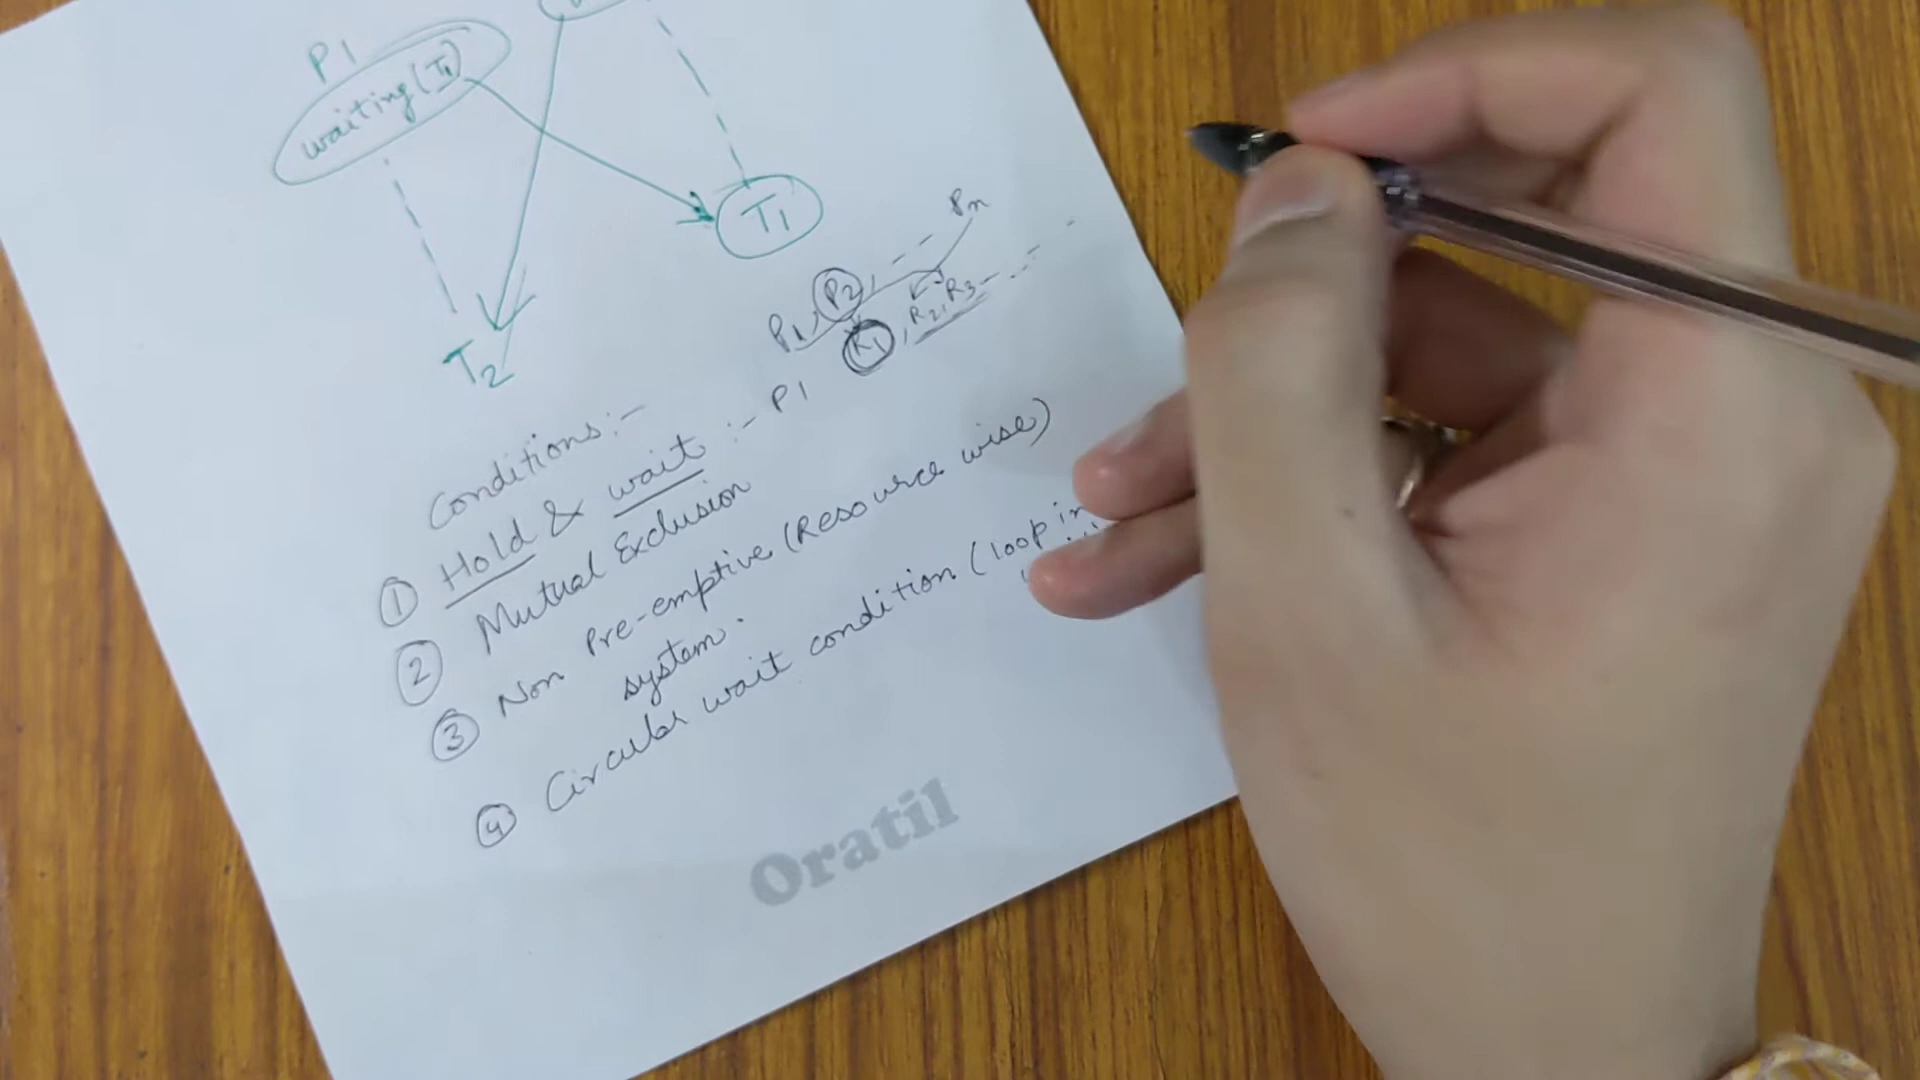 P1
waiting (T1)
T1
T2
Pn
P1, P2,
R1, R2, R3
Conditions :-
① Hold & wait :- P1
② Mutual Exclusion
③ Non Pre-emptive (Resource wise)
system.
④ Circular wait condition (loop in
Oratil